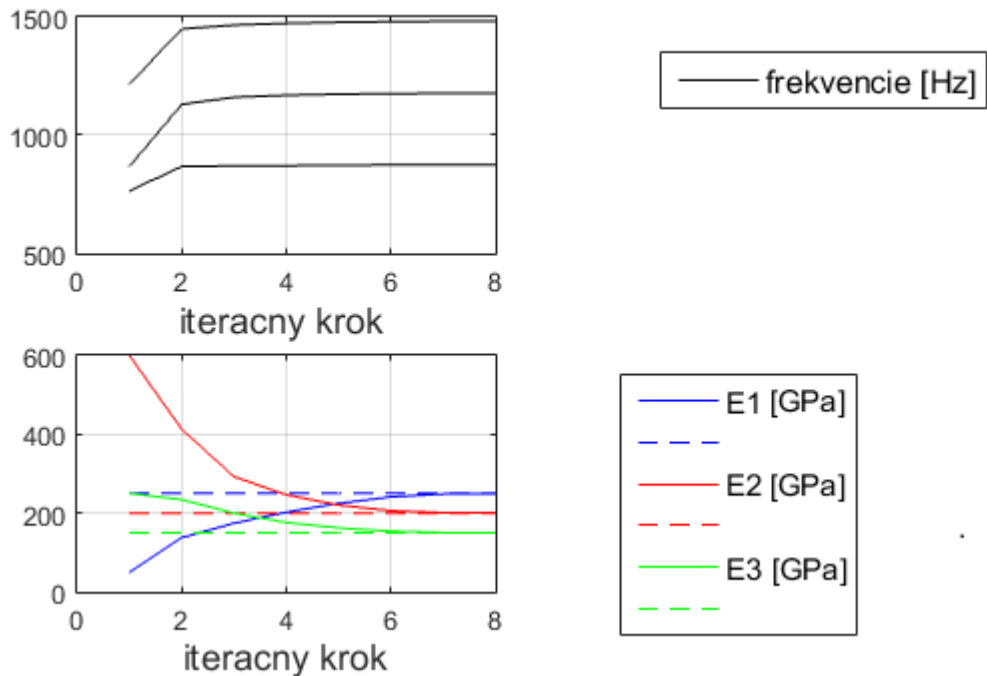 1500
1000
500
0 2 4 6 8
iteracny krok
frekvencie [Hz]
600
400
200
0
0 2 4 6 8
iteracny krok
E1 [GPa]
E2 [GPa]
E3 [GPa]